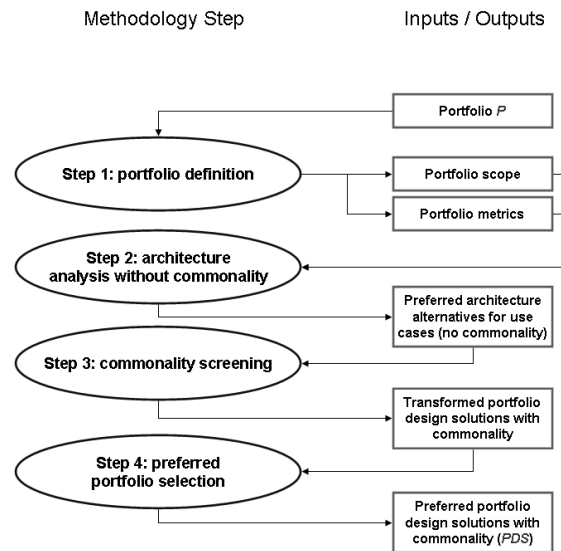 Methodology Step
Inputs / Outputs
Portfolio P
Step 1: portfolio definition
Portfolio scope
Portfolio metrics
Step 2: architecture
analysis without commonality
Preferred architecture
alternatives for use
cases (no commonality)
Step 3: commonality screening
Transformed portfolio
design solutions with
commonality
Step 4: preferred
portfolio selection
Preferred portfolio
design solutions with
commonality (PDS)